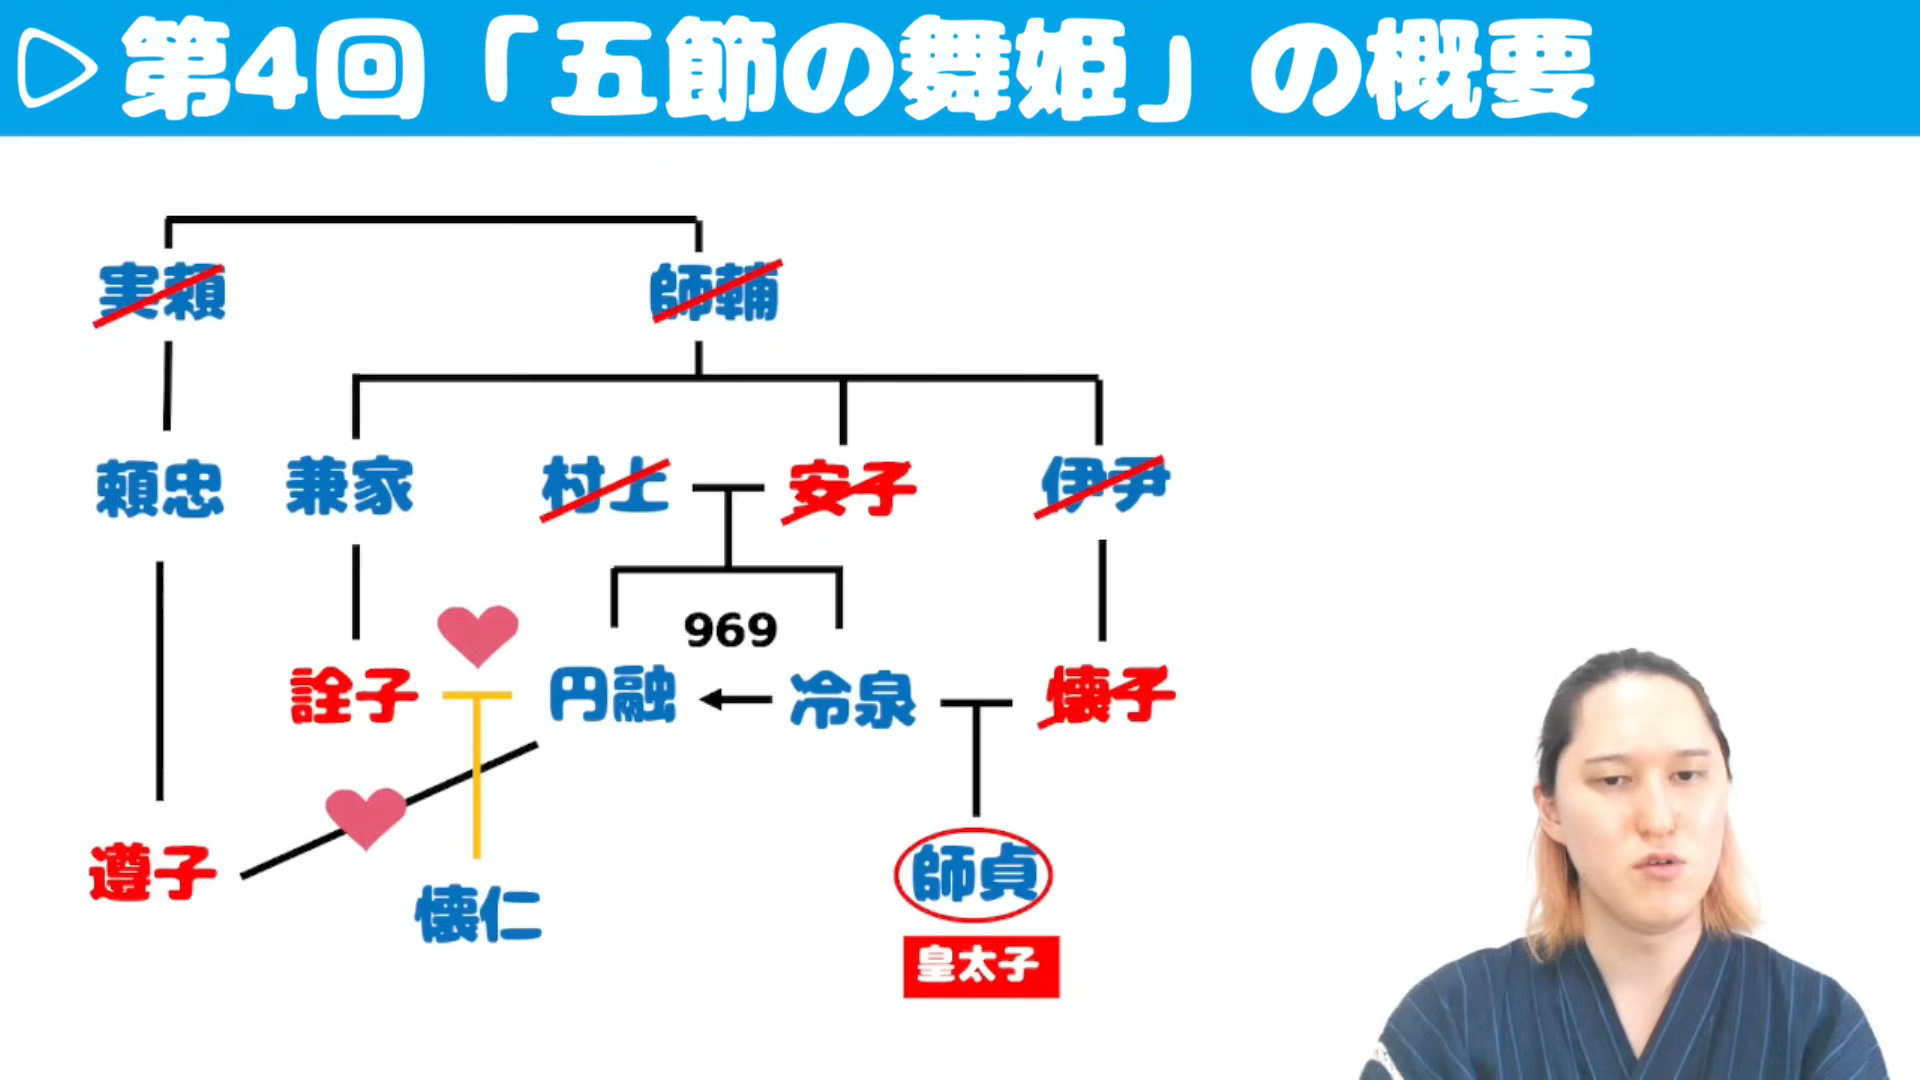 第4回「五節の舞姫」の概要
実頼
師輔
頼忠
兼家
村上
安子
伊尹
969
詮子
円融
冷泉
懐子
遵子
懐仁
師貞
皇太子